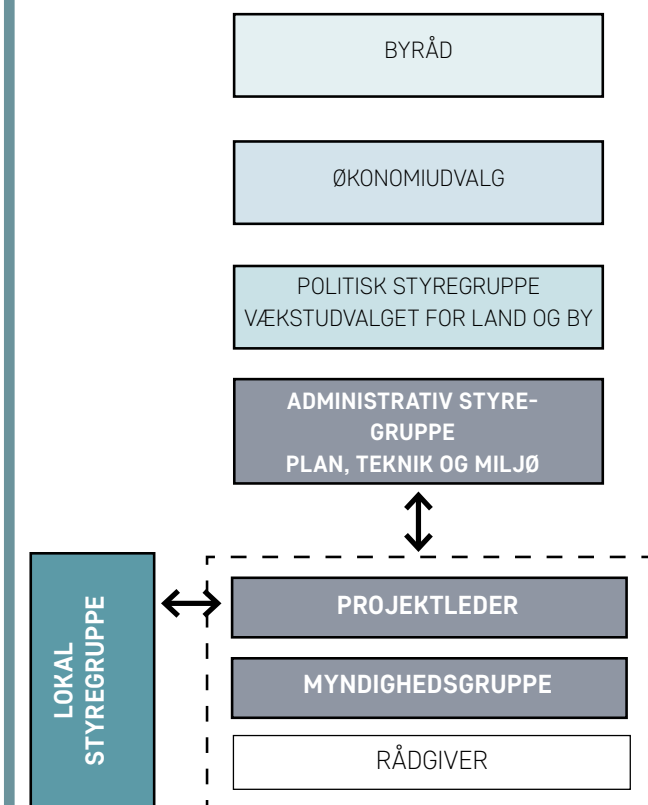 BYRÅD
ØKONOMIUDVALG
POLITISK STYREGRUPPE
VÆKSTUDVALGET FOR LAND OG BY
ADMINISTRATIV STYRE-
GRUPPE
PLAN, TEKNIK OG MILJØ
LOKAL
STYREGRUPPE
PROJEKTLEDER
MYNDIGHEDSGRUPPE
RÅDGIVER